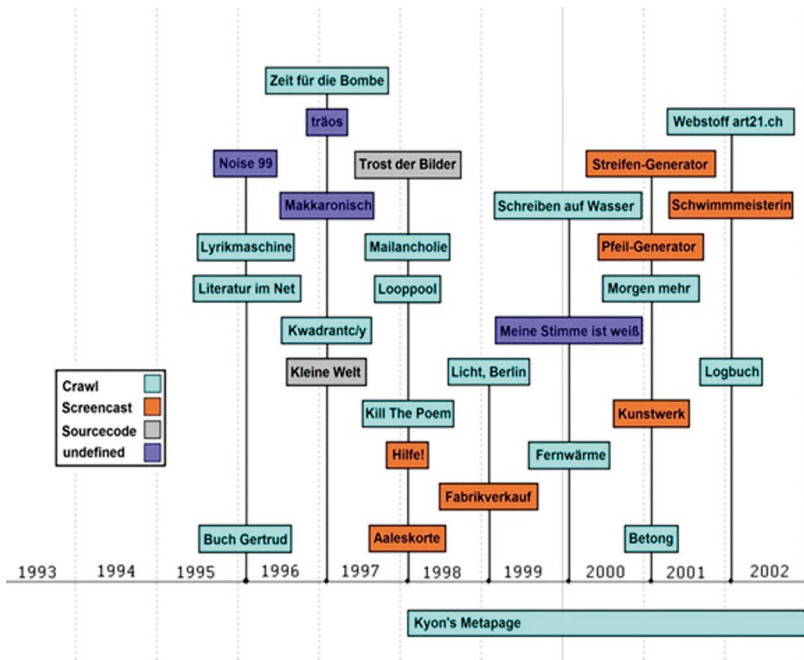 Zeit für die Bombe
träos
Webstoff art21.ch
Noise 99
Trost der Bilder
Streifen-Generator
Makkaronisch
Schreiben auf Wasser
Schwimmmeisterin
Lyrikmaschine
Mailancholie
Pfeil-Generator
Literatur im Net
Looppool
Morgen mehr
Kwadrantc/y
Meine Stimme ist weiß
Kleine Welt
Licht, Berlin
Logbuch
Crawl
Screencast
Sourcecode
undefined
Kill The Poem
Kunstwerk
Hilfe!
Fernwärme
Fabrikverkauf
Buch Gertrud
Aaleskorte
Betong
1993 1994 1995 1996 1997 1998 1999 2000 2001 2002
Kyon's Metapage